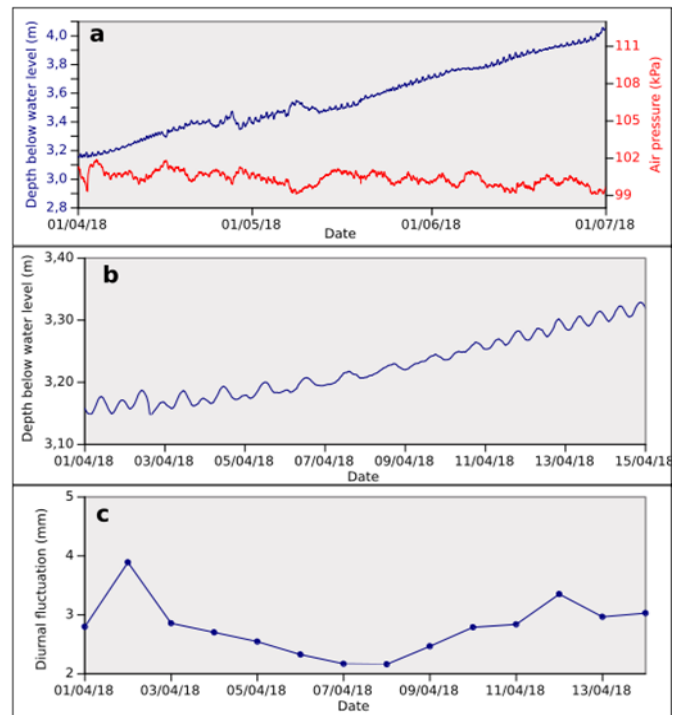 a
Depth below water level (m)
4,0
3,8
3,6
3,4
3,2
3,0
2,8
111
108
105
102
99
Air pressure (kPa)
01/04/18 01/05/18 01/06/18 01/07/18
Date
b
Depth below water level (m)
3,40
3,30
3,20
3,10
01/04/18 03/04/18 05/04/18 07/04/18 09/04/18 11/04/18 13/04/18 15/04/18
Date
c
Diurnal fluctuation (mm)
5
4
3
2
01/04/18 03/04/18 05/04/18 07/04/18 09/04/18 11/04/18 13/04/18
Date